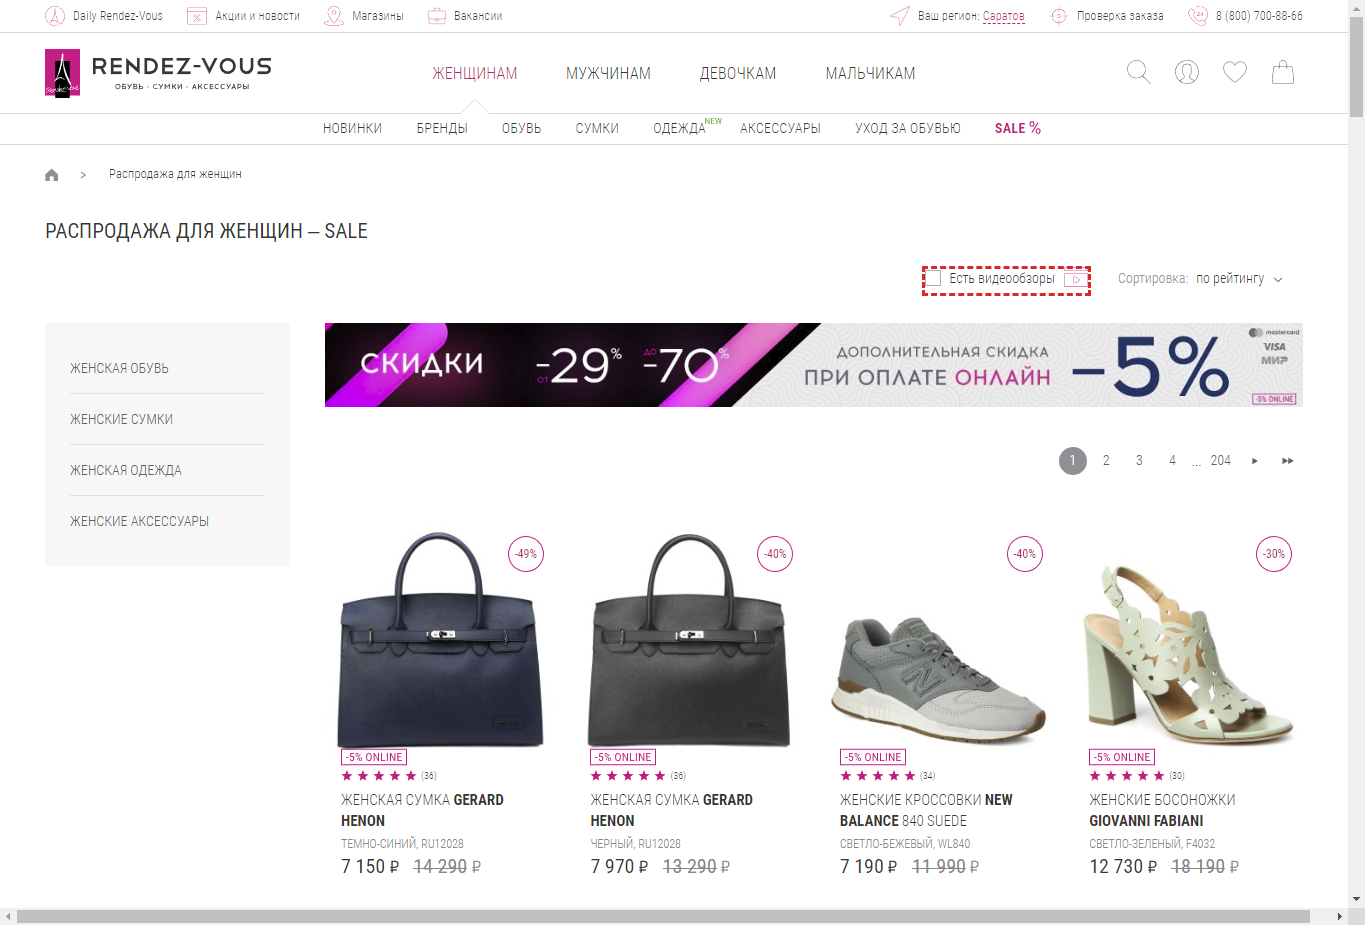 Daily Rendez-Vous
Акции и новости
Магазины
Вакансии
Ваш регион: Саратов
Проверка заказа
8 (800) 700-88-66
RENDEZ-VOUS
ОБУВЬ · СУМКИ · АКСЕССУАРЫ
ЖЕНЩИНАМ
МУЖЧИНАМ
ДЕВОЧКАМ
МАЛЬЧИКАМ
НОВИНКИ
БРЕНДЫ
ОБУВЬ
СУМКИ
ОДЕЖДА NEW
АКСЕССУАРЫ
УХОД ЗА ОБУВЬЮ
SALE %
Распродажа для женщин
РАСПРОДАЖА ДЛЯ ЖЕНЩИН – SALE
Есть видеообзоры
Сортировка: по рейтингу
ЖЕНСКАЯ ОБУВЬ
ЖЕНСКИЕ СУМКИ
ЖЕНСКАЯ ОДЕЖДА
ЖЕНСКИЕ АКСЕССУАРЫ
СКИДКИ
ОТ -29% ДО -70%
ДОПОЛНИТЕЛЬНАЯ СКИДКА
ПРИ ОПЛАТЕ ОНЛАЙН
-5%
mastercard.
VISA
МИР
-5% ONLINE
1 2 3 4 ... 204
-49%
-5% ONLINE
(36)
ЖЕНСКАЯ СУМКА GERARD
HENON
ТЕМНО-СИНИЙ, RU12028
7 150 ₽ 14 290 ₽
-40%
-5% ONLINE
(36)
ЖЕНСКАЯ СУМКА GERARD
HENON
ЧЕРНЫЙ, RU12028
7 970 ₽ 13 290 ₽
-40%
-5% ONLINE
(34)
ЖЕНСКИЕ КРОССОВКИ NEW
BALANCE 840 SUEDE
СВЕТЛО-БЕЖЕВЫЙ, WL840
7 190 ₽ 11 990 ₽
-30%
-5% ONLINE
(30)
ЖЕНСКИЕ БОСОНОЖКИ
GIOVANNI FABIANI
СВЕТЛО-ЗЕЛЕНЫЙ, F4032
12 730 ₽ 18 190 ₽